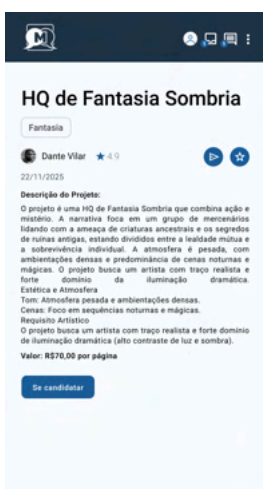 M
HQ de Fantasia Sombria
Fantasia
Dante Vilar ★ 4.9
22/11/2025
Descrição do Projeto:
O projeto é uma HQ de Fantasia Sombria que combina ação e
mistério. A narrativa foca em um grupo de mercenários
lidando com a ameaça de criaturas ancestrais e os segredos
de ruínas antigas, estando divididos entre a lealdade mútua e
a sobrevivência individual. A atmosfera é pesada, com
ambientações densas e predominância de cenas noturnas e
mágicas. O projeto busca um artista com traço realista e
forte domínio da iluminação dramática.
Estética e Atmosfera
Tom: Atmosfera pesada e ambientações densas.
Cenas: Foco em sequências noturnas e mágicas.
Requisito Artístico
O projeto busca um artista com traço realista e forte domínio
de iluminação dramática (alto contraste de luz e sombra).
Valor: R$70,00 por página
Se candidatar